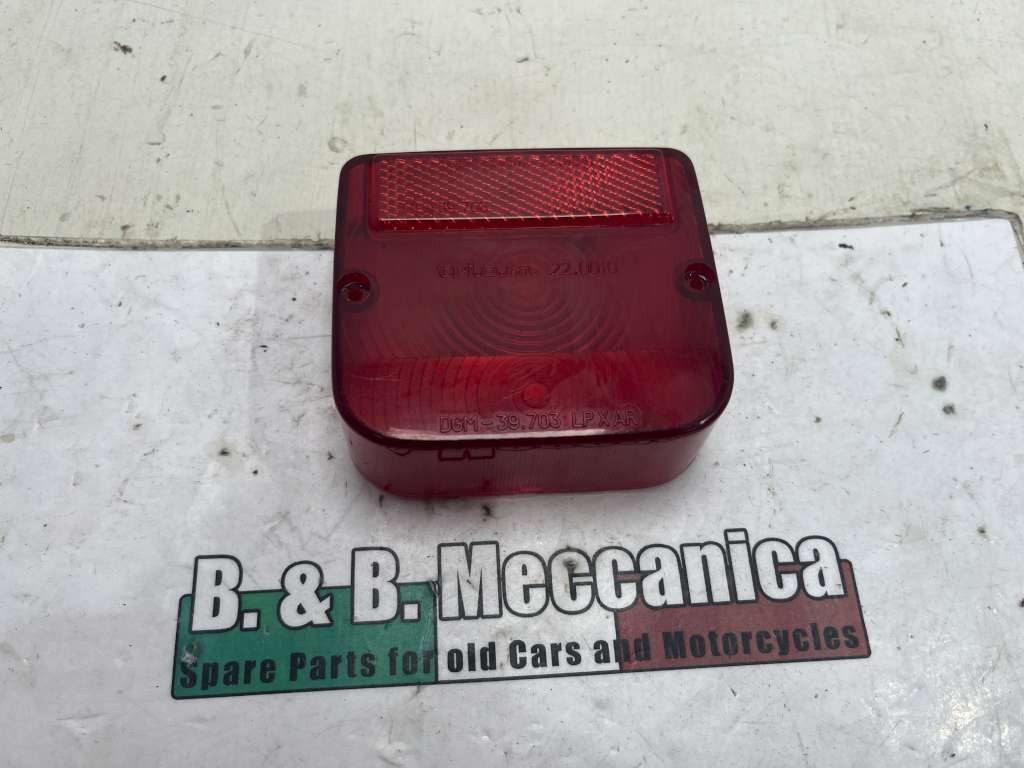 22.0010
DGM-39.703 LPXAR
B. & B. Meccanica
Spare Parts for old Cars and Motorcycles